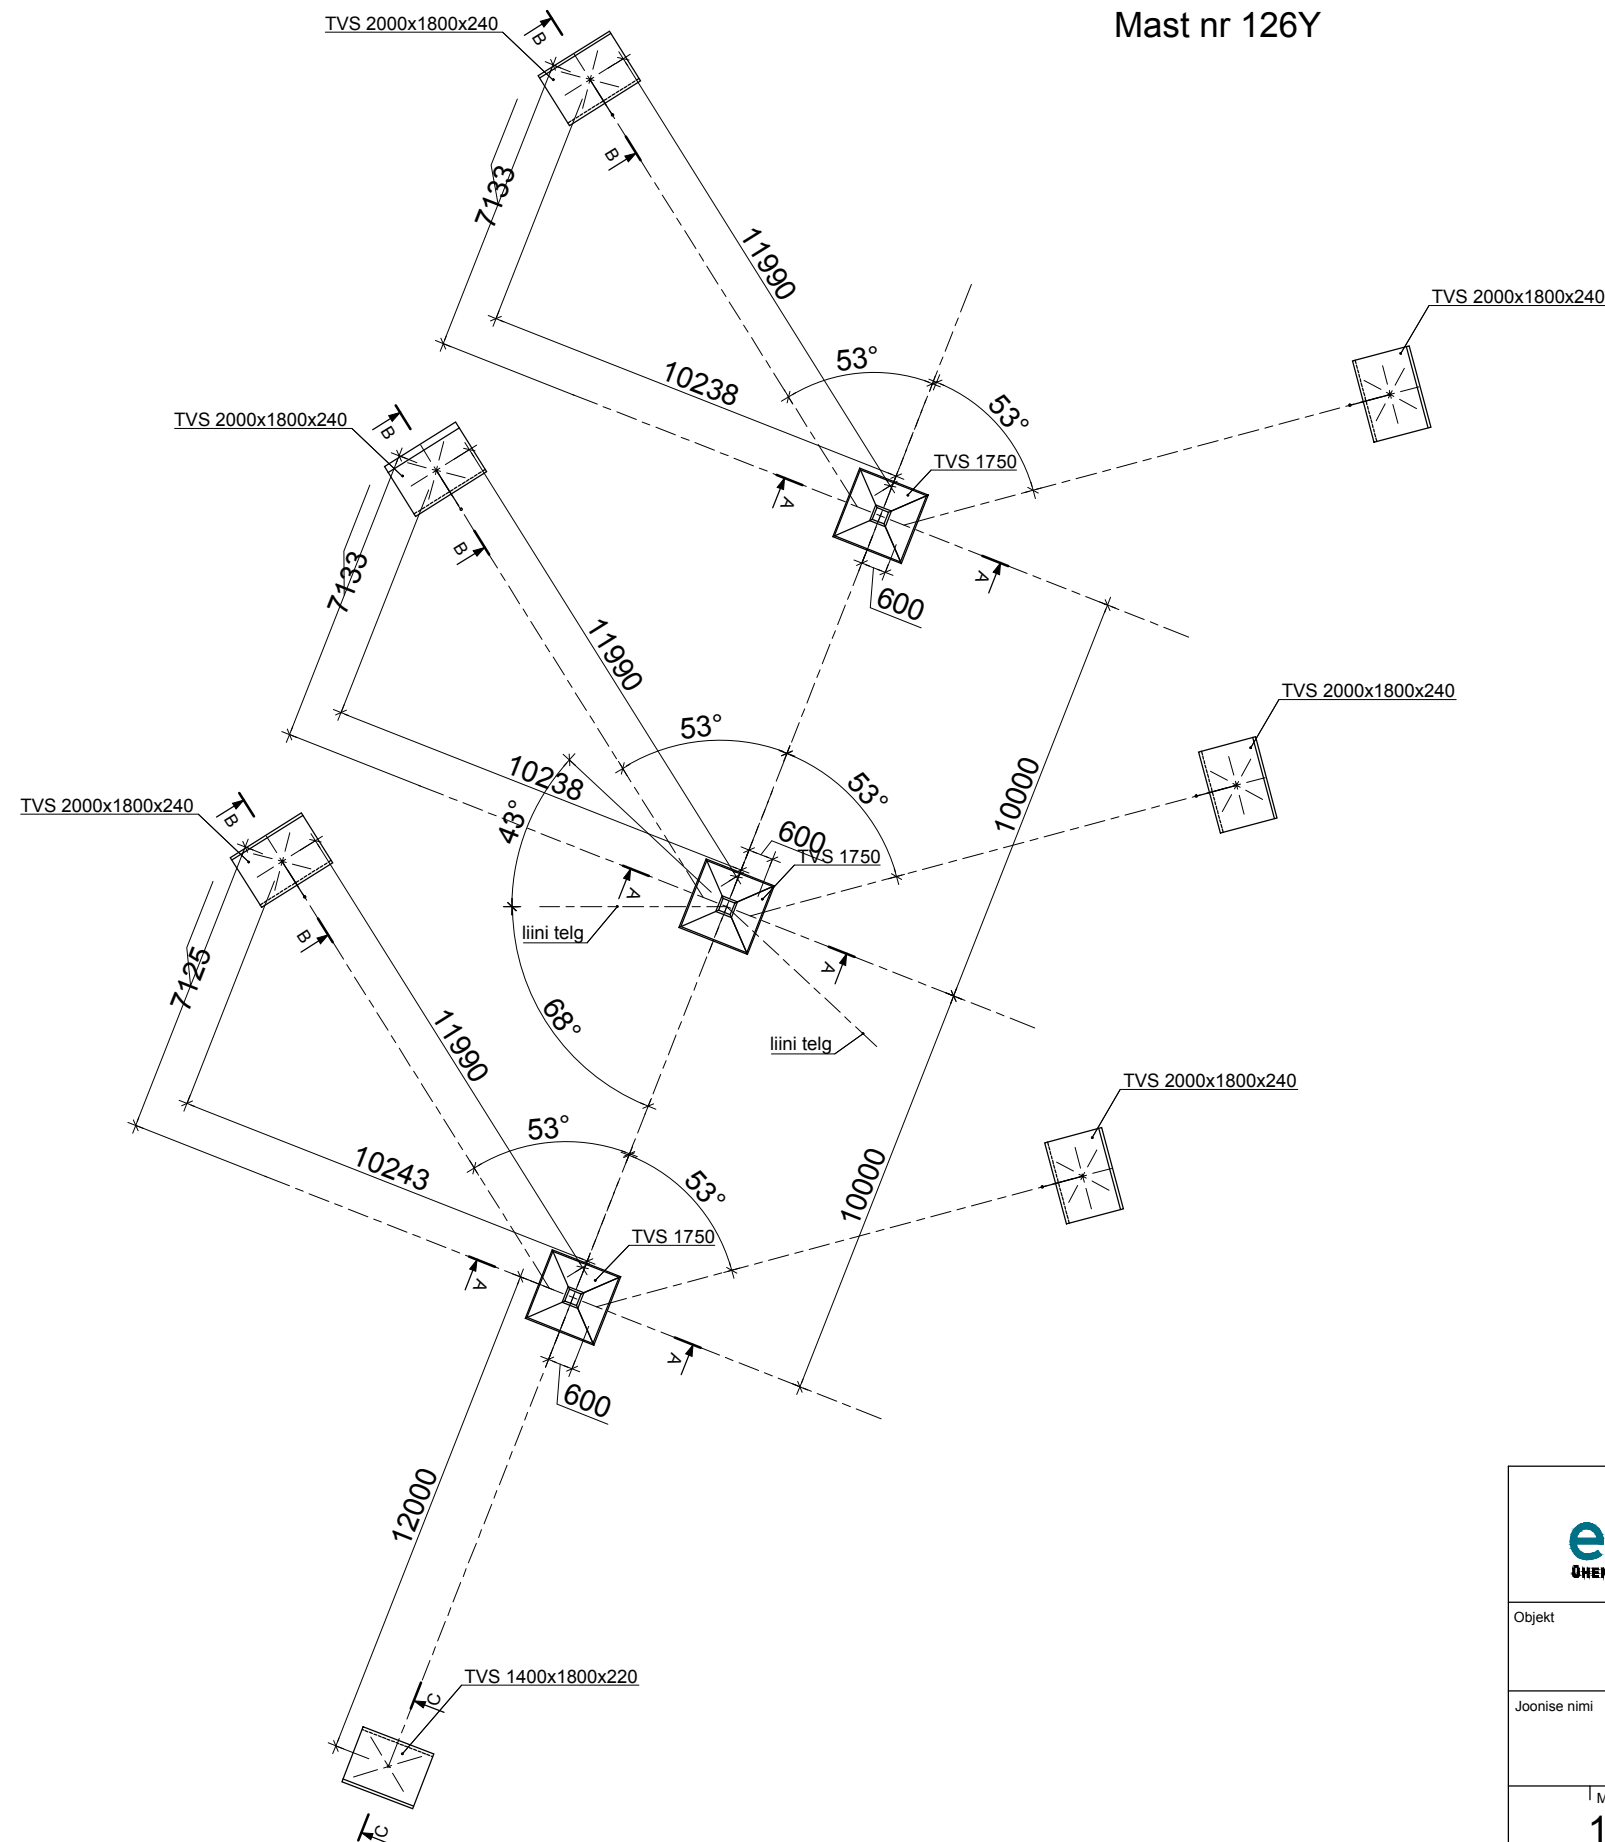 Mast nr 126Y
TVS 2000x1800x240
B
B
7133
11990
TVS 2000x1800x240
53°
10238
53°
TVS 2000x1800x240
B
TVS 1750
A
B
A
7133
600
11990
TVS 2000x1800x240
53°
10238
53°
10000
TVS 2000x1800x240
B
43°
600
TVS 1750
A
liini telg
B
A
7125
68°
11990
liini telg
TVS 2000x1800x240
53°
10243
53°
10000
TVS 1750
A
A
600
12000
TVS 1400x1800x220
C
C
e
Objekt
Joonise nimi
1